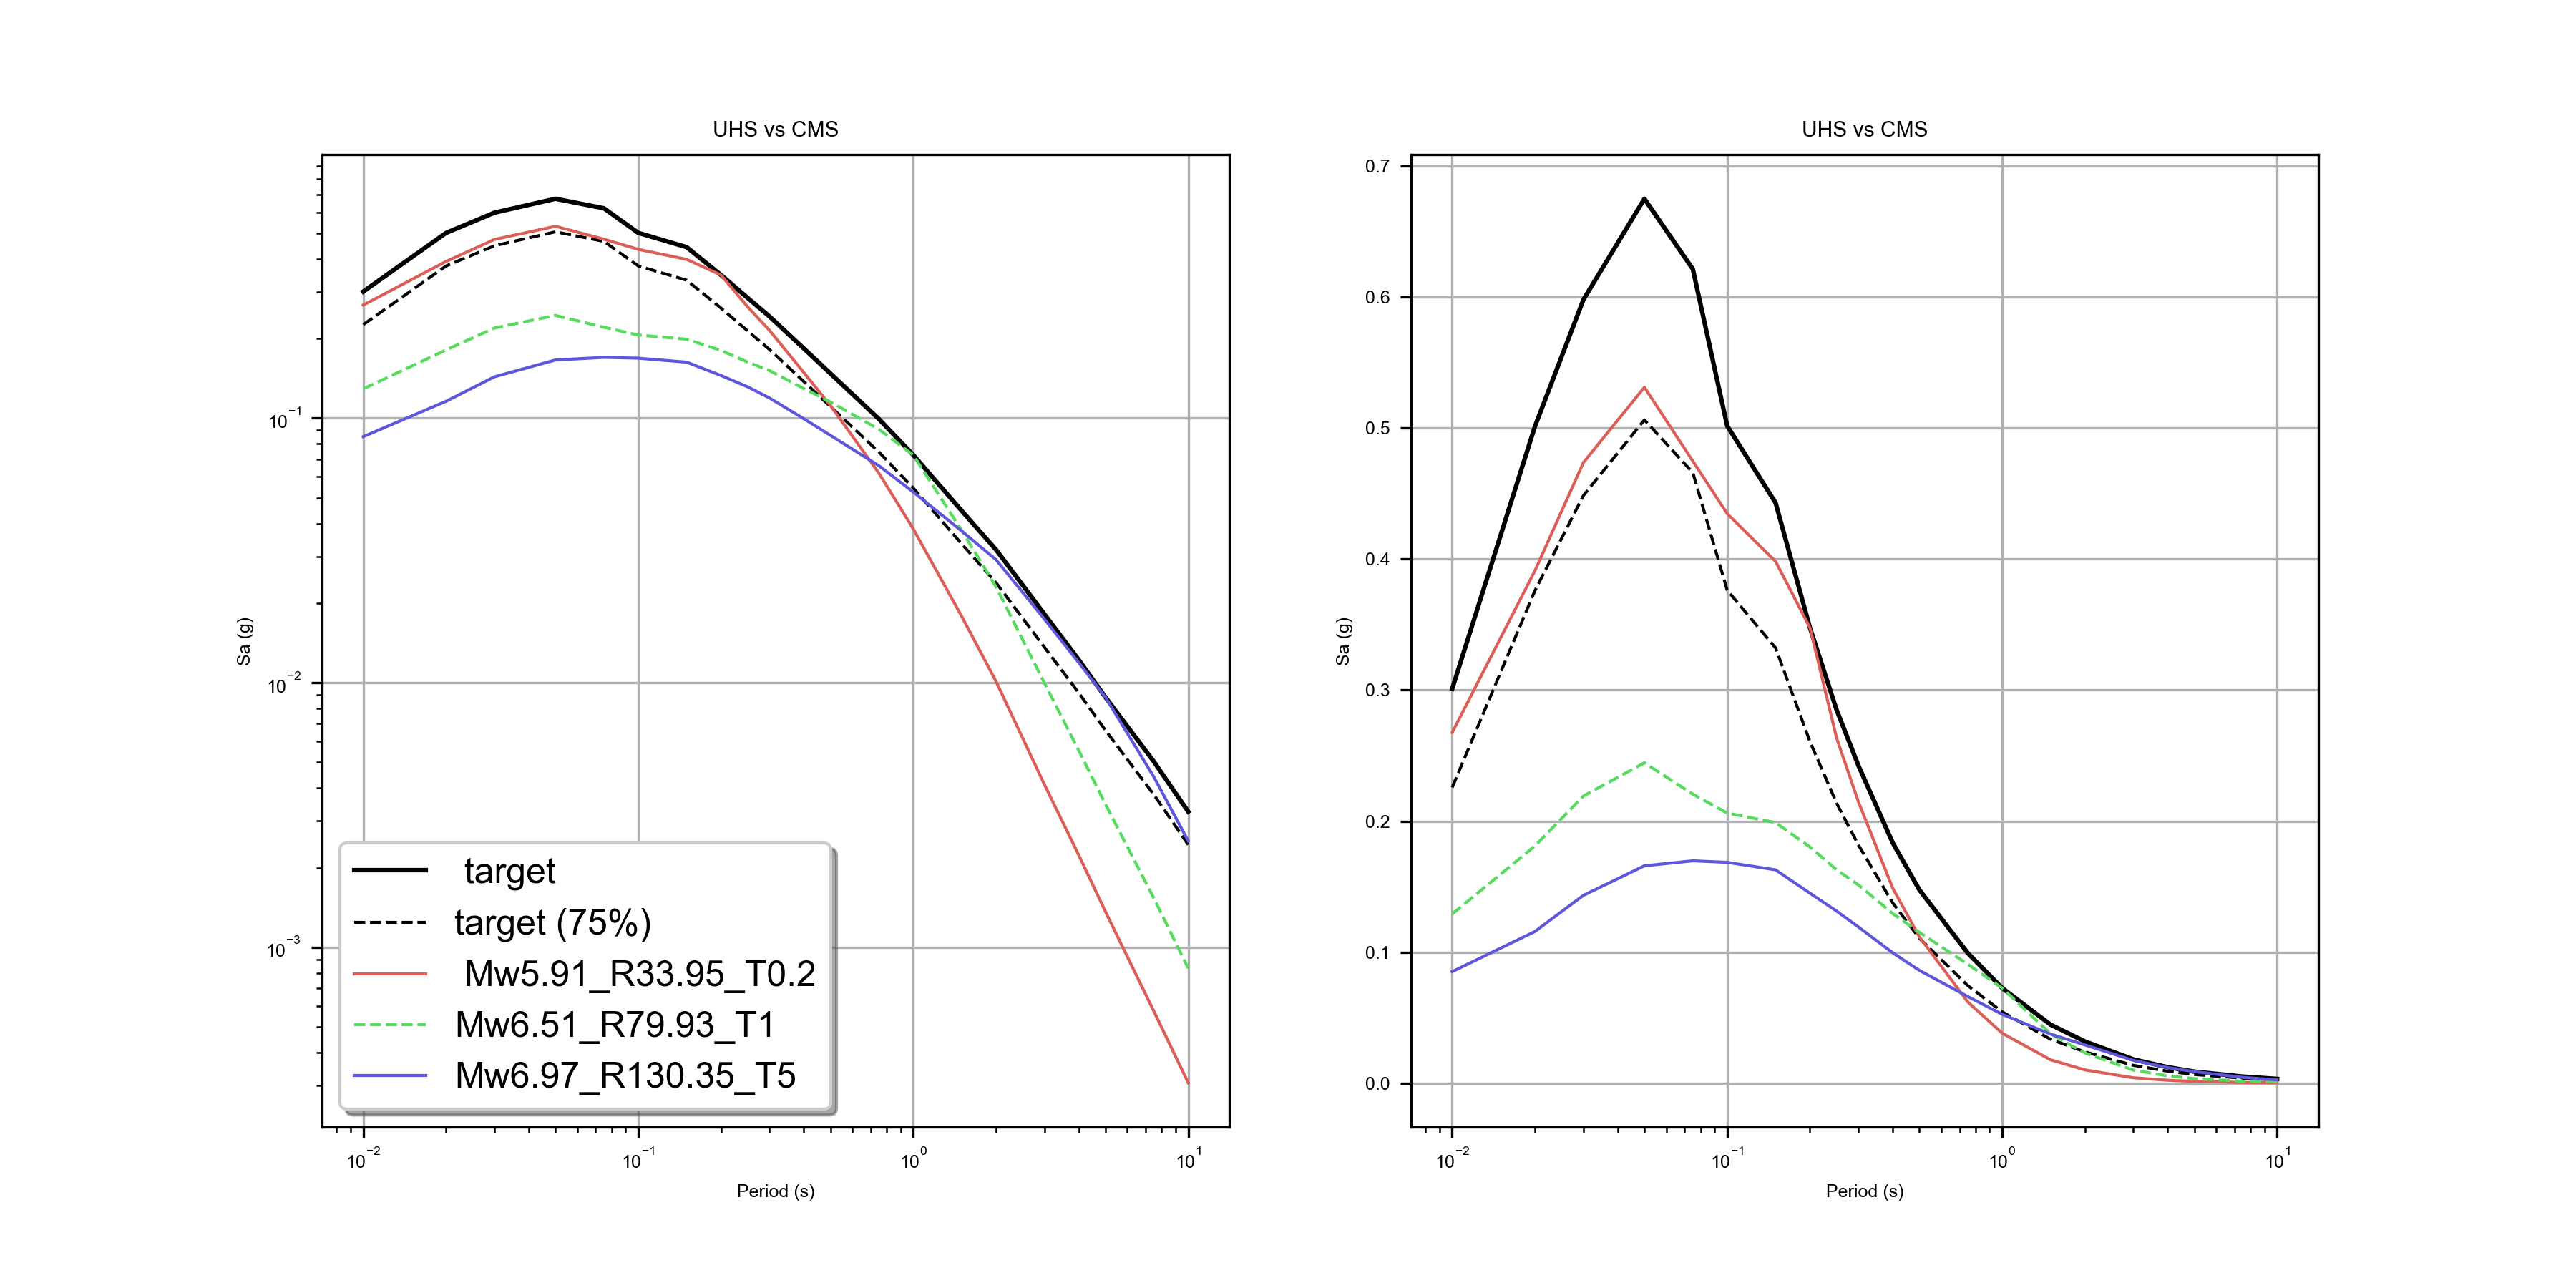 UHS vs CMS
Sa (g)
10⁻¹
10⁻²
10⁻³
target
target (75%)
Mw5.91_R33.95_T0.2
Mw6.51_R79.93_T1
Mw6.97_R130.35_T5
10⁻² 10⁻¹ 10⁰ 10¹
Period (s)
UHS vs CMS
Sa (g)
0.7
0.6
0.5
0.4
0.3
0.2
0.1
0.0
10⁻² 10⁻¹ 10⁰ 10¹
Period (s)